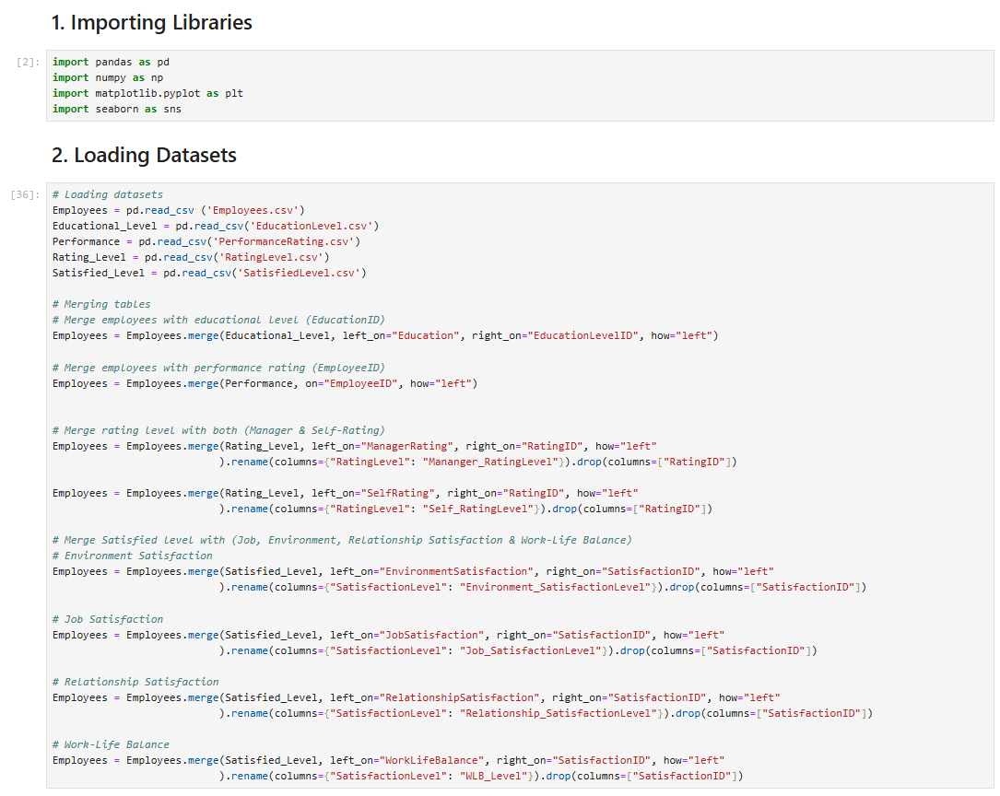 1. Importing Libraries
[2]:
import pandas as pd
import numpy as np
import matplotlib.pyplot as plt
import seaborn as sns
2. Loading Datasets
[36]:
# Loading datasets
Employees = pd.read_csv ('Employees.csv')
Educational_Level = pd.read_csv('EducationLevel.csv')
Performance = pd.read_csv('PerformanceRating.csv')
Rating_Level = pd.read_csv('RatingLevel.csv')
Satisfied_Level = pd.read_csv('SatisfiedLevel.csv')
# Merging tables
# Merge employees with educational level (EducationID)
Employees = Employees.merge(Educational_Level, left_on="Education", right_on="EducationLevelID", how="left")
# Merge employees with performance rating (EmployeeID)
Employees = Employees.merge(Performance, on="EmployeeID", how="left")
# Merge rating level with both (Manager & Self-Rating)
Employees = Employees.merge(Rating_Level, left_on="ManagerRating", right_on="RatingID", how="left"
).rename(columns={"RatingLevel": "Mananger_RatingLevel"}).drop(columns=["RatingID"])
Employees = Employees.merge(Rating_Level, left_on="SelfRating", right_on="RatingID", how="left"
).rename(columns={"RatingLevel": "Self_RatingLevel"}).drop(columns=["RatingID"])
# Merge Satisfied level with (Job, Environment, Relationship Satisfaction & Work-Life Balance)
# Environment Satisfaction
Employees = Employees.merge(Satisfied_Level, left_on="EnvironmentSatisfaction", right_on="SatisfactionID", how="left"
).rename(columns={"SatisfactionLevel": "Environment_SatisfactionLevel"}).drop(columns=["SatisfactionID"])
# Job Satisfaction
Employees = Employees.merge(Satisfied_Level, left_on="JobSatisfaction", right_on="SatisfactionID", how="left"
).rename(columns={"SatisfactionLevel": "Job_SatisfactionLevel"}).drop(columns=["SatisfactionID"])
# Relationship Satisfaction
Employees = Employees.merge(Satisfied_Level, left_on="RelationshipSatisfaction", right_on="SatisfactionID", how="left"
).rename(columns={"SatisfactionLevel": "Relationship_SatisfactionLevel"}).drop(columns=["SatisfactionID"])
# Work-Life Balance
Employees = Employees.merge(Satisfied_Level, left_on="WorkLifeBalance", right_on="SatisfactionID", how="left"
).rename(columns={"SatisfactionLevel": "WLB_Level"}).drop(columns=["SatisfactionID"])